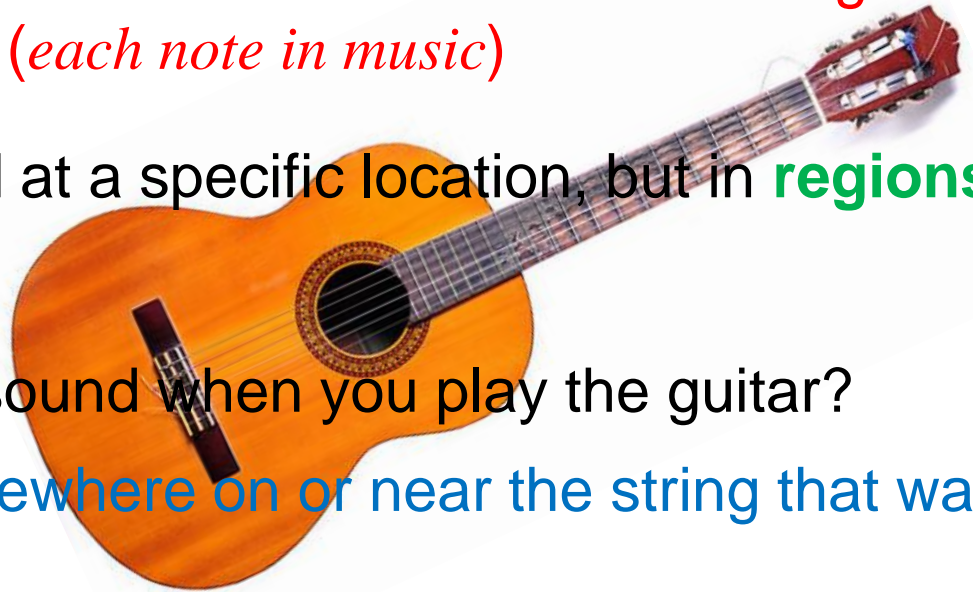 (each note in music)
at a specific location, but in regions
ound when you play the guitar?
ewhere on or near the string that wa